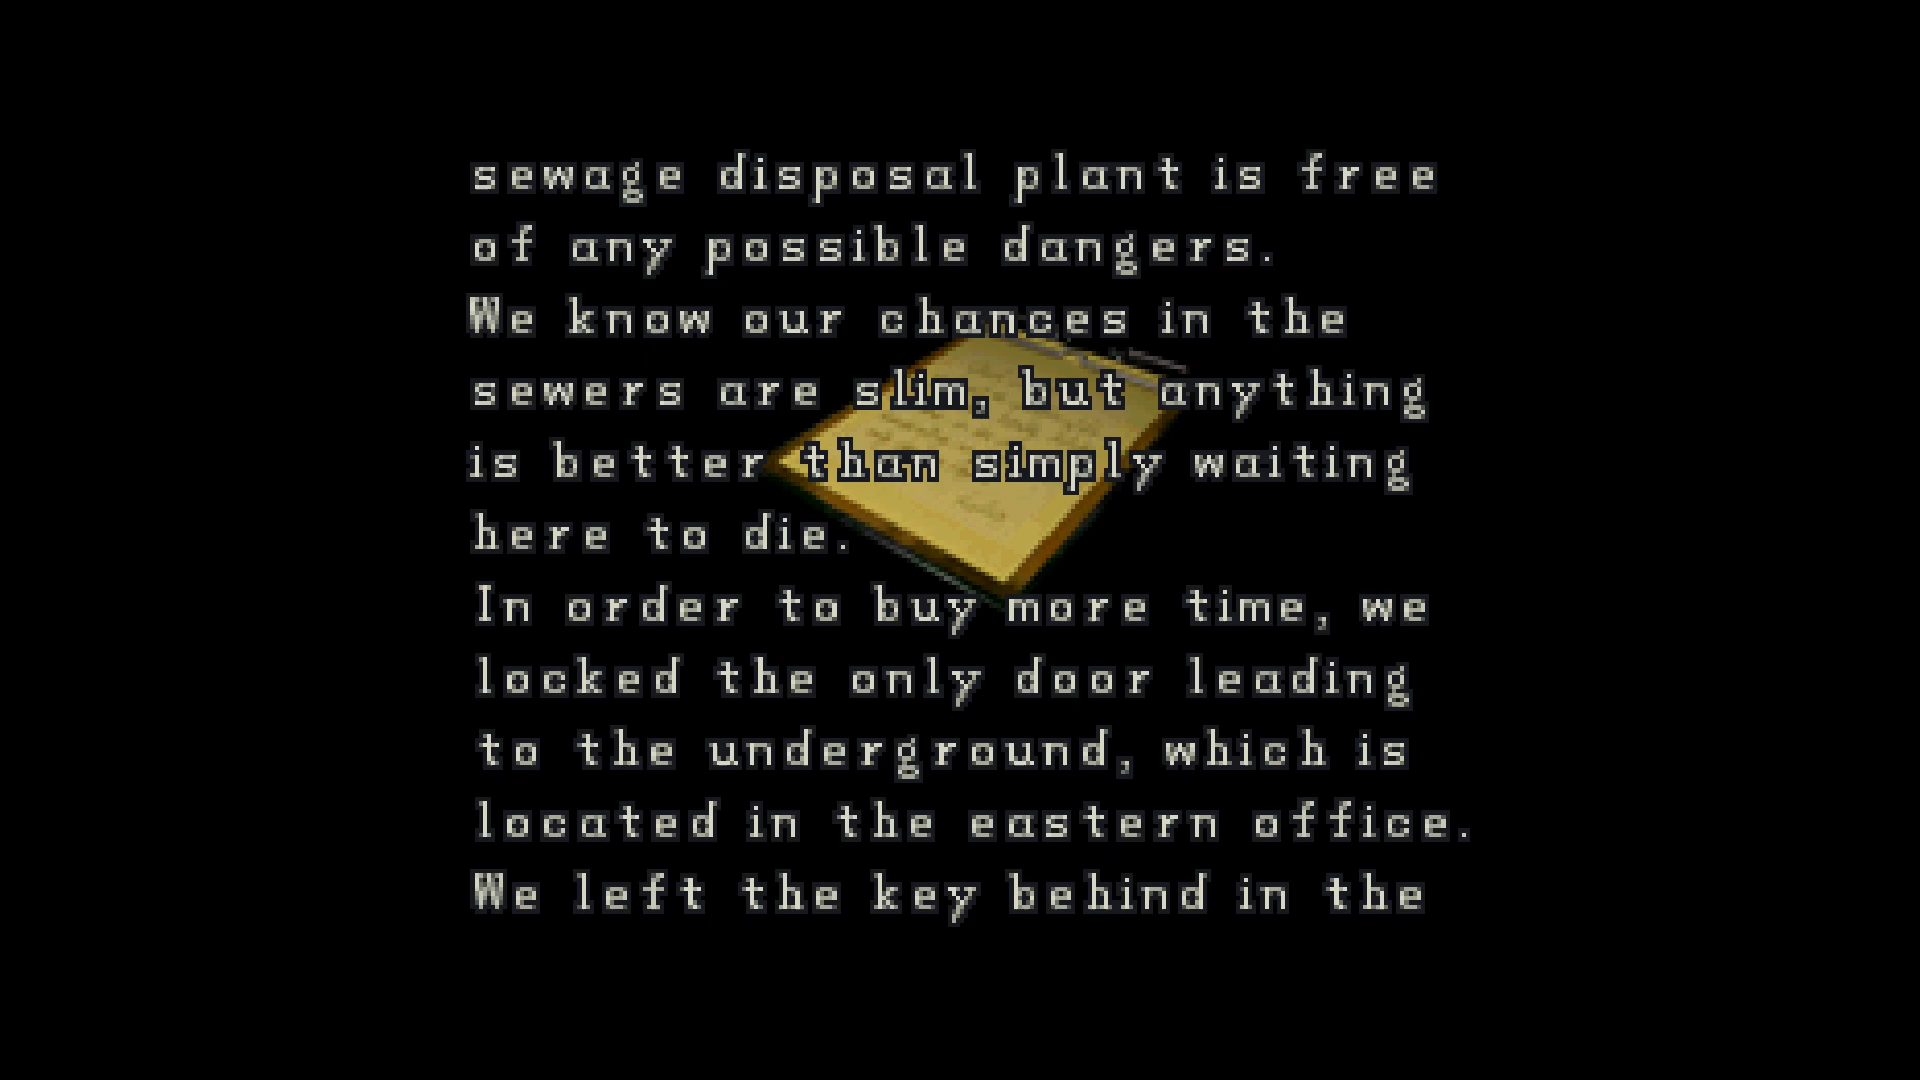 sewage disposal plant is free
of any possible dangers.
We know our chances in the
sewers are slim, but anything
is better than simply waiting
here to die.
In order to buy more time, we
locked the only door leading
to the underground, which is
located in the eastern office.
We left the key behind in the